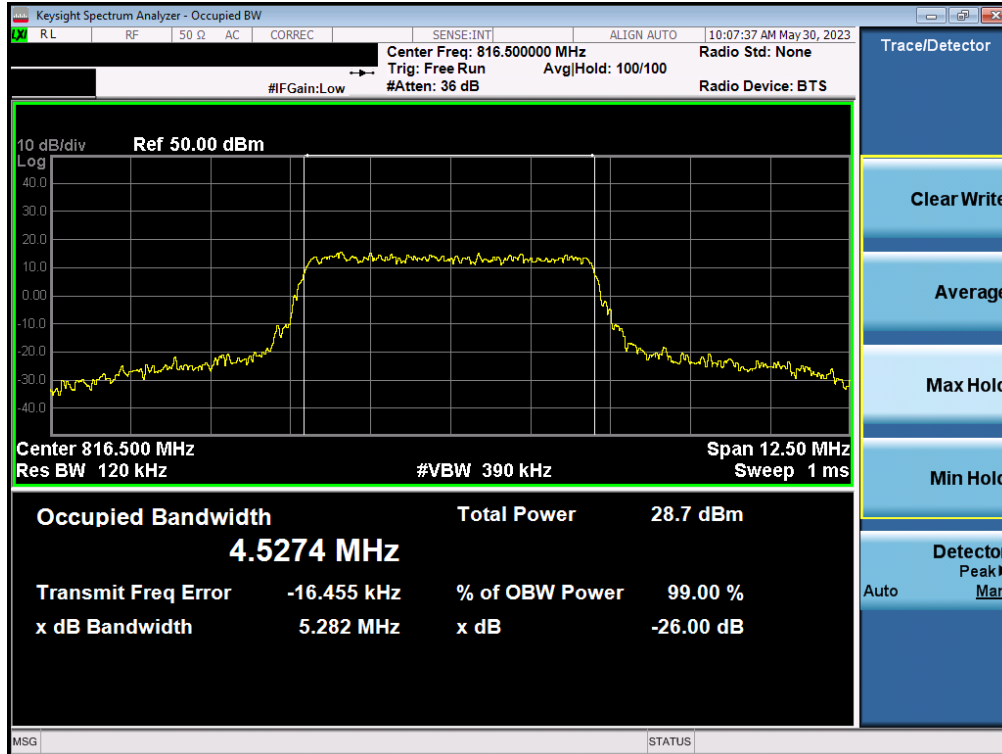 Keysight Spectrum Analyzer - Occupied BW
LXI RL RF 50 Ω AC CORREC SENSE:INT ALIGN AUTO 10:07:37 AM May 30, 2023
Center Freq: 816.500000 MHz Radio Std: None
Trig: Free Run Avg|Hold: 100/100
#IFGain:Low #Atten: 36 dB Radio Device: BTS
10 dB/div Ref 50.00 dBm
Log
40.0
30.0
20.0
10.0
0.00
-10.0
-20.0
-30.0
-40.0
Center 816.500 MHz Span 12.50 MHz
Res BW 120 kHz #VBW 390 kHz Sweep 1 ms
Occupied Bandwidth Total Power 28.7 dBm
4.5274 MHz
Transmit Freq Error -16.455 kHz % of OBW Power 99.00 %
x dB Bandwidth 5.282 MHz x dB -26.00 dB
MSG STATUS
Trace/Detector
Clear Write
Average
Max Hold
Min Hold
Detector
Peak
Auto Man